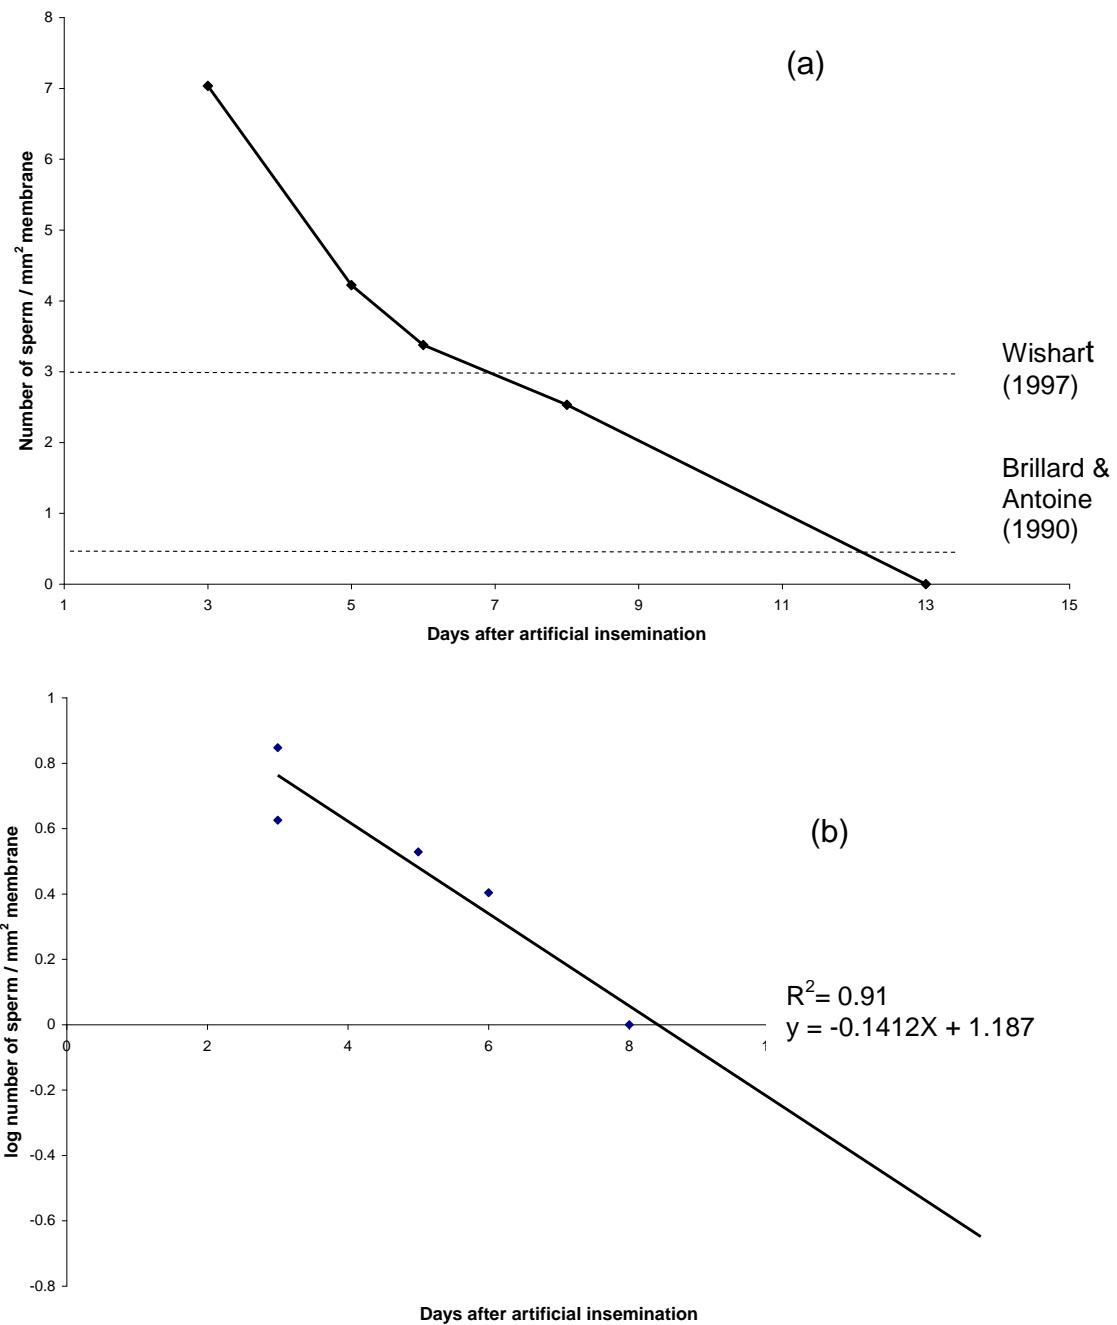 8
7
6
5
4
3
2
1
0
Number of sperm / mm² membrane
(a)
Wishart
(1997)
Brillard &
Antoine
(1990)
1 3 5 7 9 11 13 15
Days after artificial insemination
1
0.8
0.6
0.4
0.2
0
-0.2
-0.4
-0.6
-0.8
log number of sperm / mm² membrane
(b)
R²= 0.91
y = -0.1412X + 1.187
0 2 4 6 8 1
Days after artificial insemination